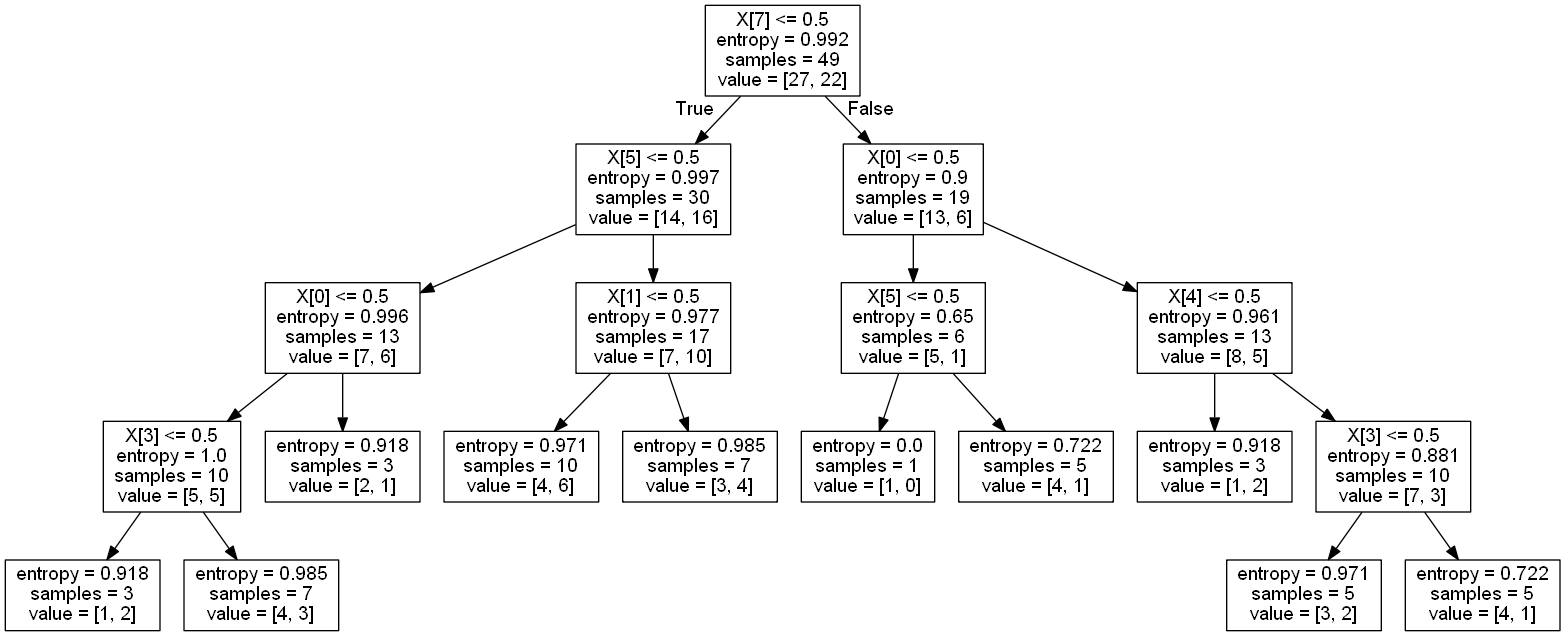 X[7] <= 0.5
entropy = 0.992
samples = 49
value = [27, 22]
True
False
X[5] <= 0.5
entropy = 0.997
samples = 30
value = [14, 16]
X[0] <= 0.5
entropy = 0.9
samples = 19
value = [13, 6]
X[0] <= 0.5
entropy = 0.996
samples = 13
value = [7, 6]
X[1] <= 0.5
entropy = 0.977
samples = 17
value = [7, 10]
X[5] <= 0.5
entropy = 0.65
samples = 6
value = [5, 1]
X[4] <= 0.5
entropy = 0.961
samples = 13
value = [8, 5]
X[3] <= 0.5
entropy = 1.0
samples = 10
value = [5, 5]
entropy = 0.918
samples = 3
value = [2, 1]
entropy = 0.971
samples = 10
value = [4, 6]
entropy = 0.985
samples = 7
value = [3, 4]
entropy = 0.0
samples = 1
value = [1, 0]
entropy = 0.722
samples = 5
value = [4, 1]
entropy = 0.918
samples = 3
value = [1, 2]
X[3] <= 0.5
entropy = 0.881
samples = 10
value = [7, 3]
entropy = 0.918
samples = 3
value = [1, 2]
entropy = 0.985
samples = 7
value = [4, 3]
entropy = 0.971
samples = 5
value = [3, 2]
entropy = 0.722
samples = 5
value = [4, 1]